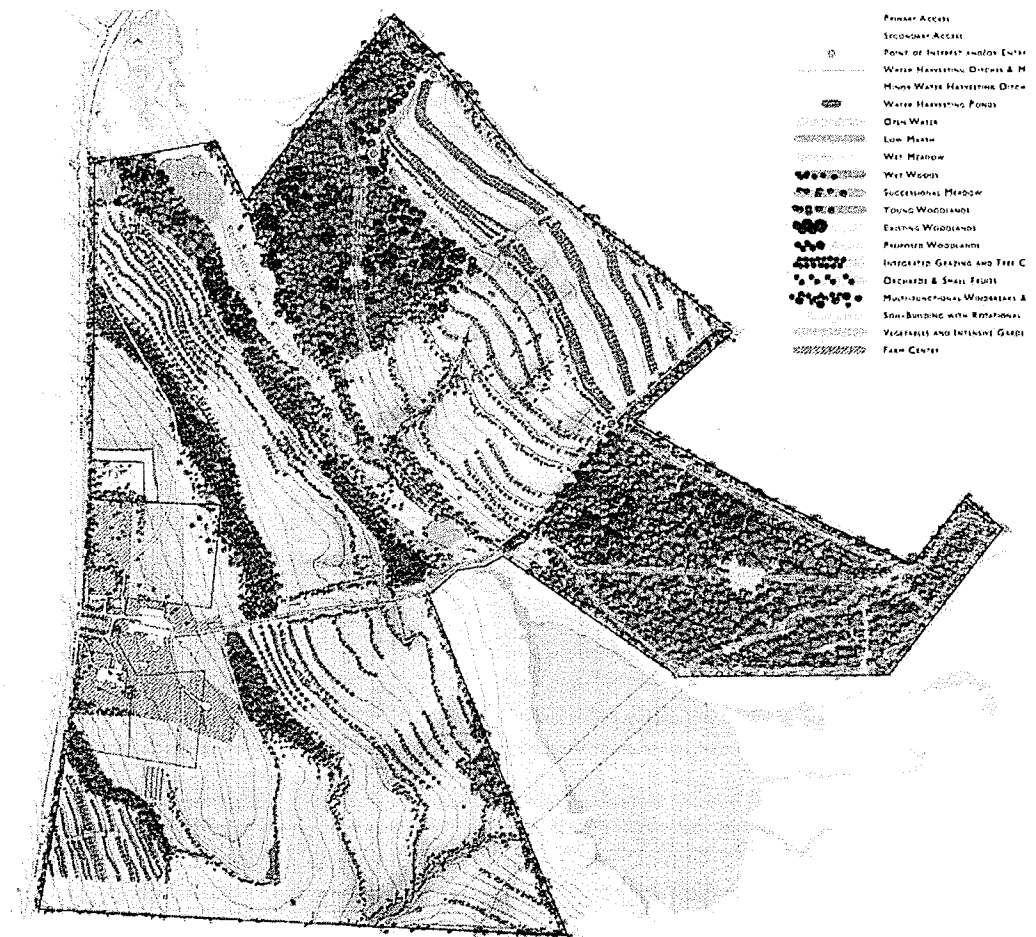 PRIMARY ACCESS
SECONDARY ACCESS
POINT OF INTEREST AND/OR ENTR
WATER HARVESTING DITCHES & M
MINOR WATER HARVESTING DITCH
WATER HARVESTING PONDS
OPEN WATER
LOW MARSH
WET MEADOW
WET WOODS
SUCCESSIONAL MEADOW
YOUNG WOODLANDS
EXISTING WOODLANDS
PROPOSED WOODLANDS
INTEGRATED GRAZING AND TREE C
ORCHARDS & SMALL FRUITS
MULTI-FUNCTIONAL WINDBREAKS &
SOIL-BUILDING WITH ROTATIONAL
VEGETABLES AND INTENSIVE GARDE
FARM CENTER